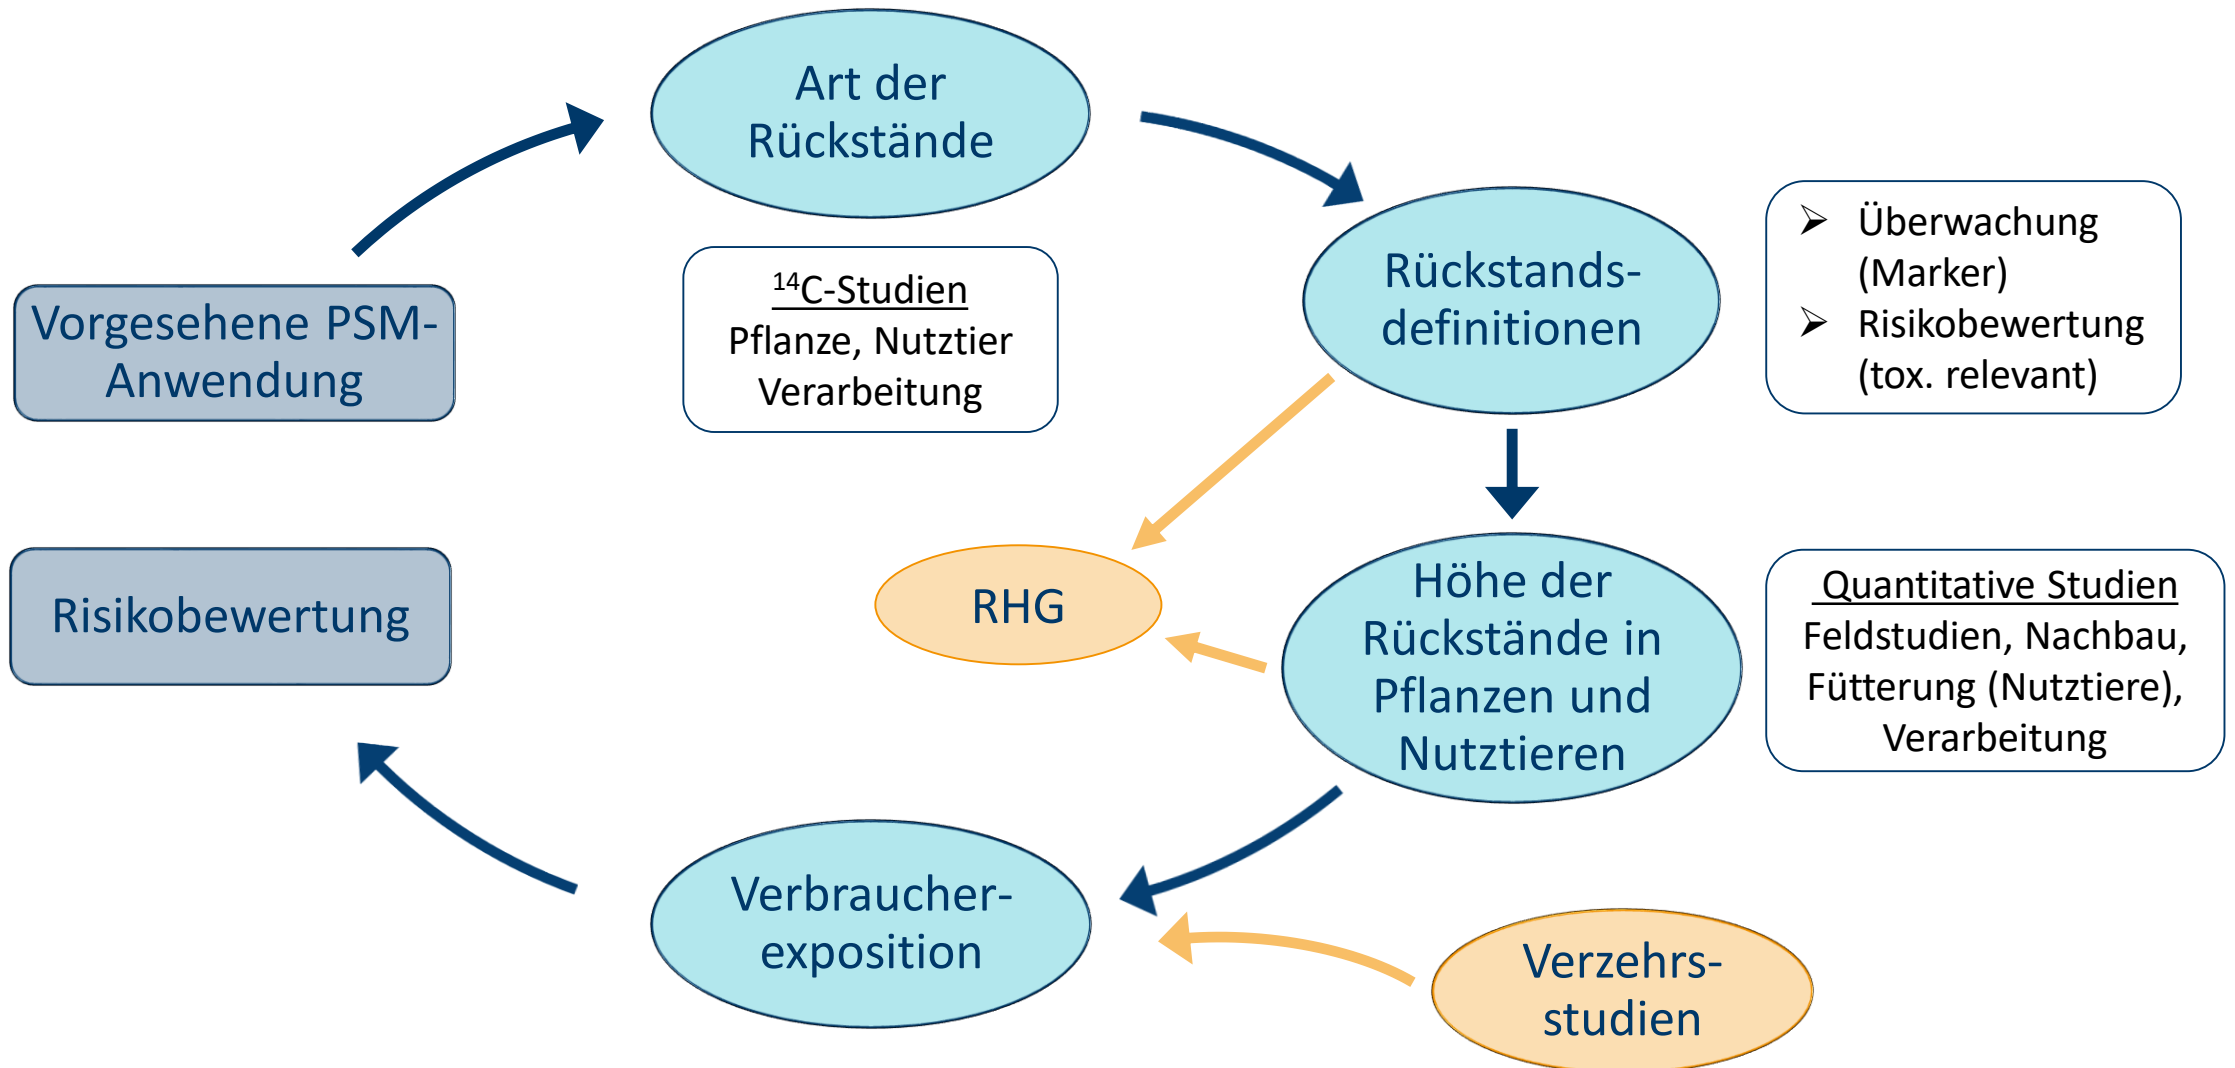 Art der
Rückstände
Vorgesehene PSM-
Anwendung
¹⁴C-Studien
Pflanze, Nutztier
Verarbeitung
Rückstands-
definitionen
➢ Überwachung
(Marker)
➢ Risikobewertung
(tox. relevant)
RHG
Höhe der
Rückstände in
Pflanzen und
Nutztieren
Quantitative Studien
Feldstudien, Nachbau,
Fütterung (Nutztiere),
Verarbeitung
Risikobewertung
Verbraucher-
exposition
Verzehrs-
studien